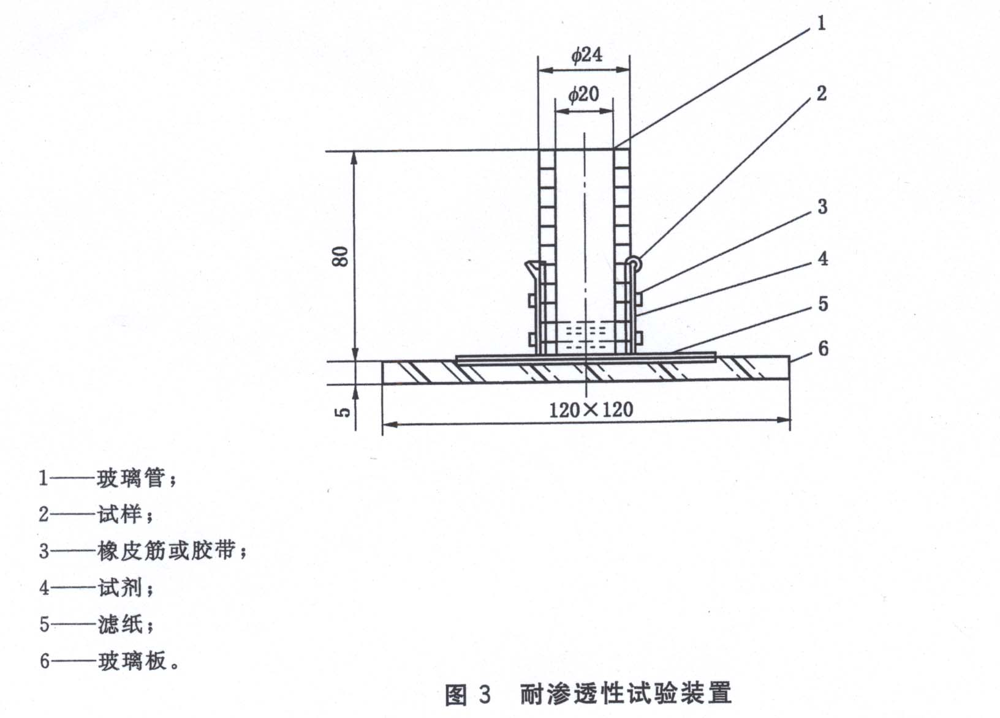 1
ϕ24
2
ϕ20
3
80
4
5
6
5
120×120
1——玻璃管；
2——试样；
3——橡皮筋或胶带；
4——试剂；
5——滤纸；
6——玻璃板。
图 3 耐渗透性试验装置